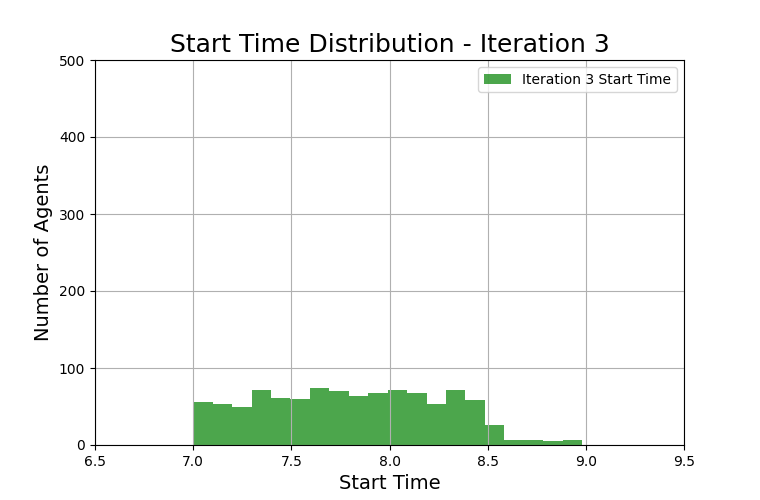 Start Time Distribution - Iteration 3
Iteration 3 Start Time
Number of Agents
500
400
300
200
100
0
6.5 7.0 7.5 8.0 8.5 9.0 9.5
Start Time